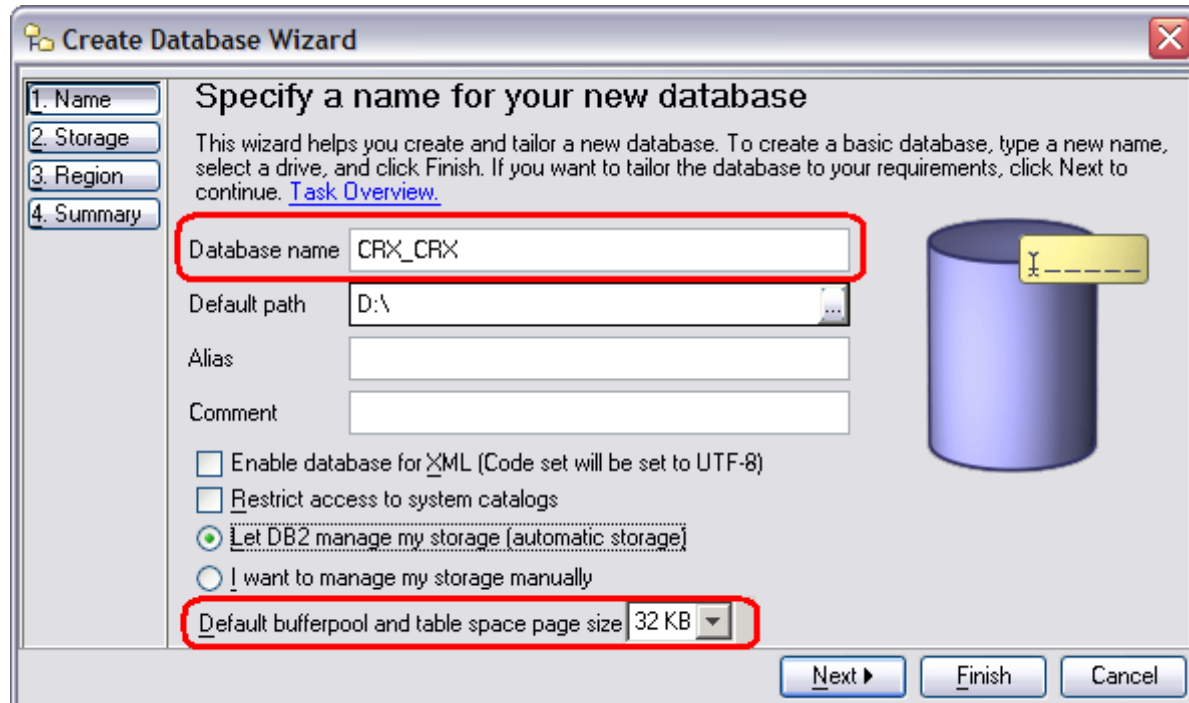 Create Database Wizard
1. Name
2. Storage
3. Region
4. Summary
Specify a name for your new database
This wizard helps you create and tailor a new database. To create a basic database, type a new name,
select a drive, and click Finish. If you want to tailor the database to your requirements, click Next to
continue. Task Overview.
Database name CRX_CRX
Default path D:\ ...
Alias
Comment
Enable database for XML (Code set will be set to UTF-8)
Restrict access to system catalogs
Let DB2 manage my storage (automatic storage)
I want to manage my storage manually
Default bufferpool and table space page size 32 KB
Next Finish Cancel